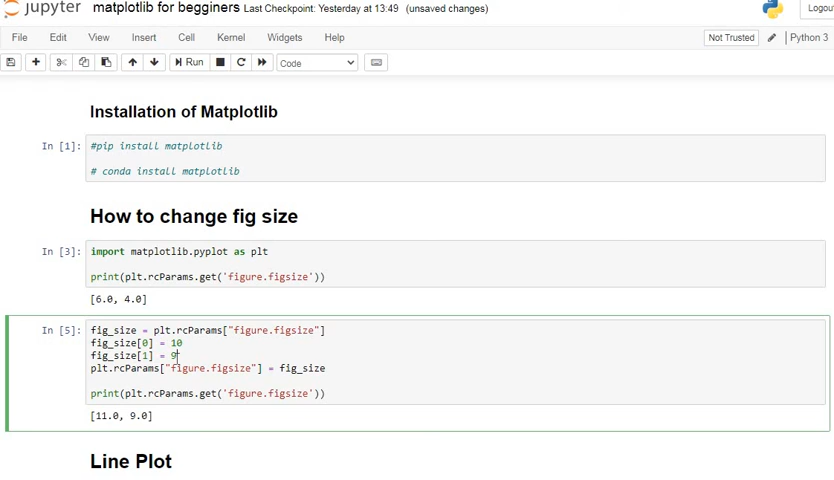 jupyter matplotlib for begginers Last Checkpoint: Yesterday at 13:49 (unsaved changes)
Logout
File Edit View Insert Cell Kernel Widgets Help
Not Trusted Python 3
Run Code
Installation of Matplotlib
In [1]: #pip install matplotlib
# conda install matplotlib
How to change fig size
In [3]: import matplotlib.pyplot as plt
print(plt.rcParams.get('figure.figsize'))
[6.0, 4.0]
In [5]: fig_size = plt.rcParams["figure.figsize"]
fig_size[0] = 10
fig_size[1] = 9
plt.rcParams["figure.figsize"] = fig_size
print(plt.rcParams.get('figure.figsize'))
[11.0, 9.0]
Line Plot